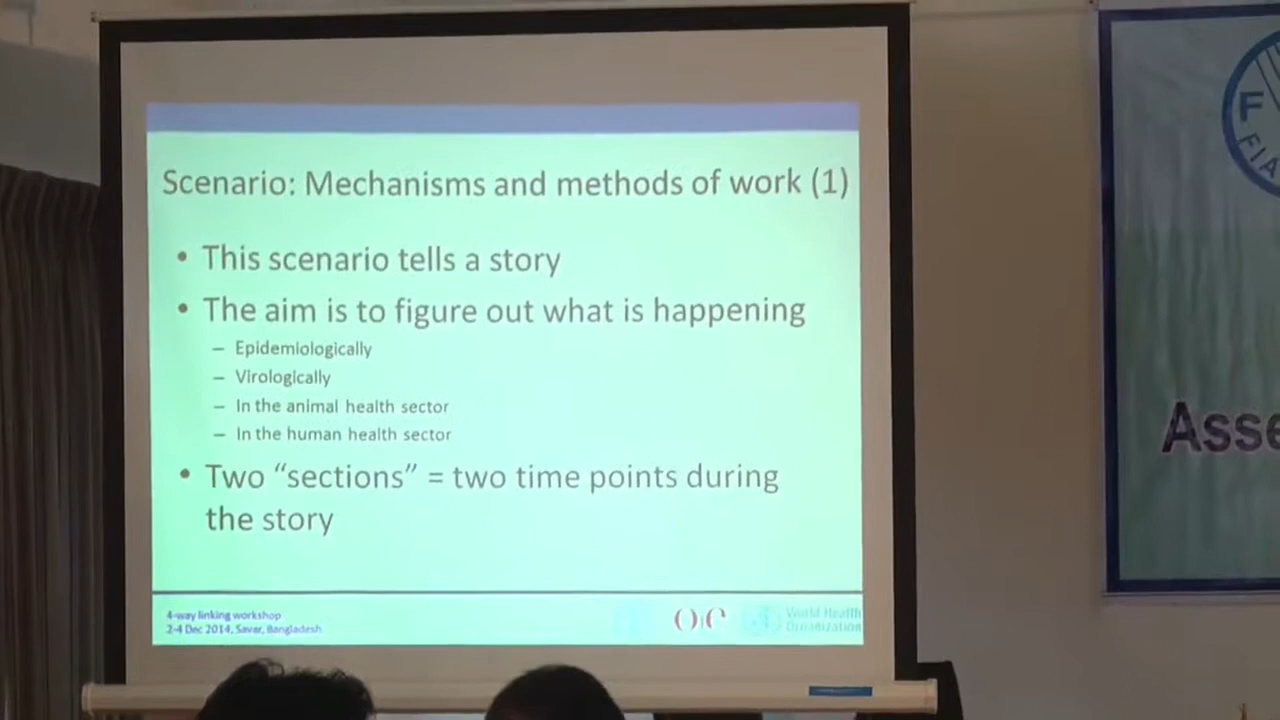 Scenario: Mechanisms and methods of work (1)
• This scenario tells a story
• The aim is to figure out what is happening
– Epidemiologically
– Virologically
– In the animal health sector
– In the human health sector
• Two “sections” = two time points during
the story
4-way linking workshop
2-4 Dec 2014, Savar, Bangladesh
OIE
World Health
Organization
F
FIA
Asse